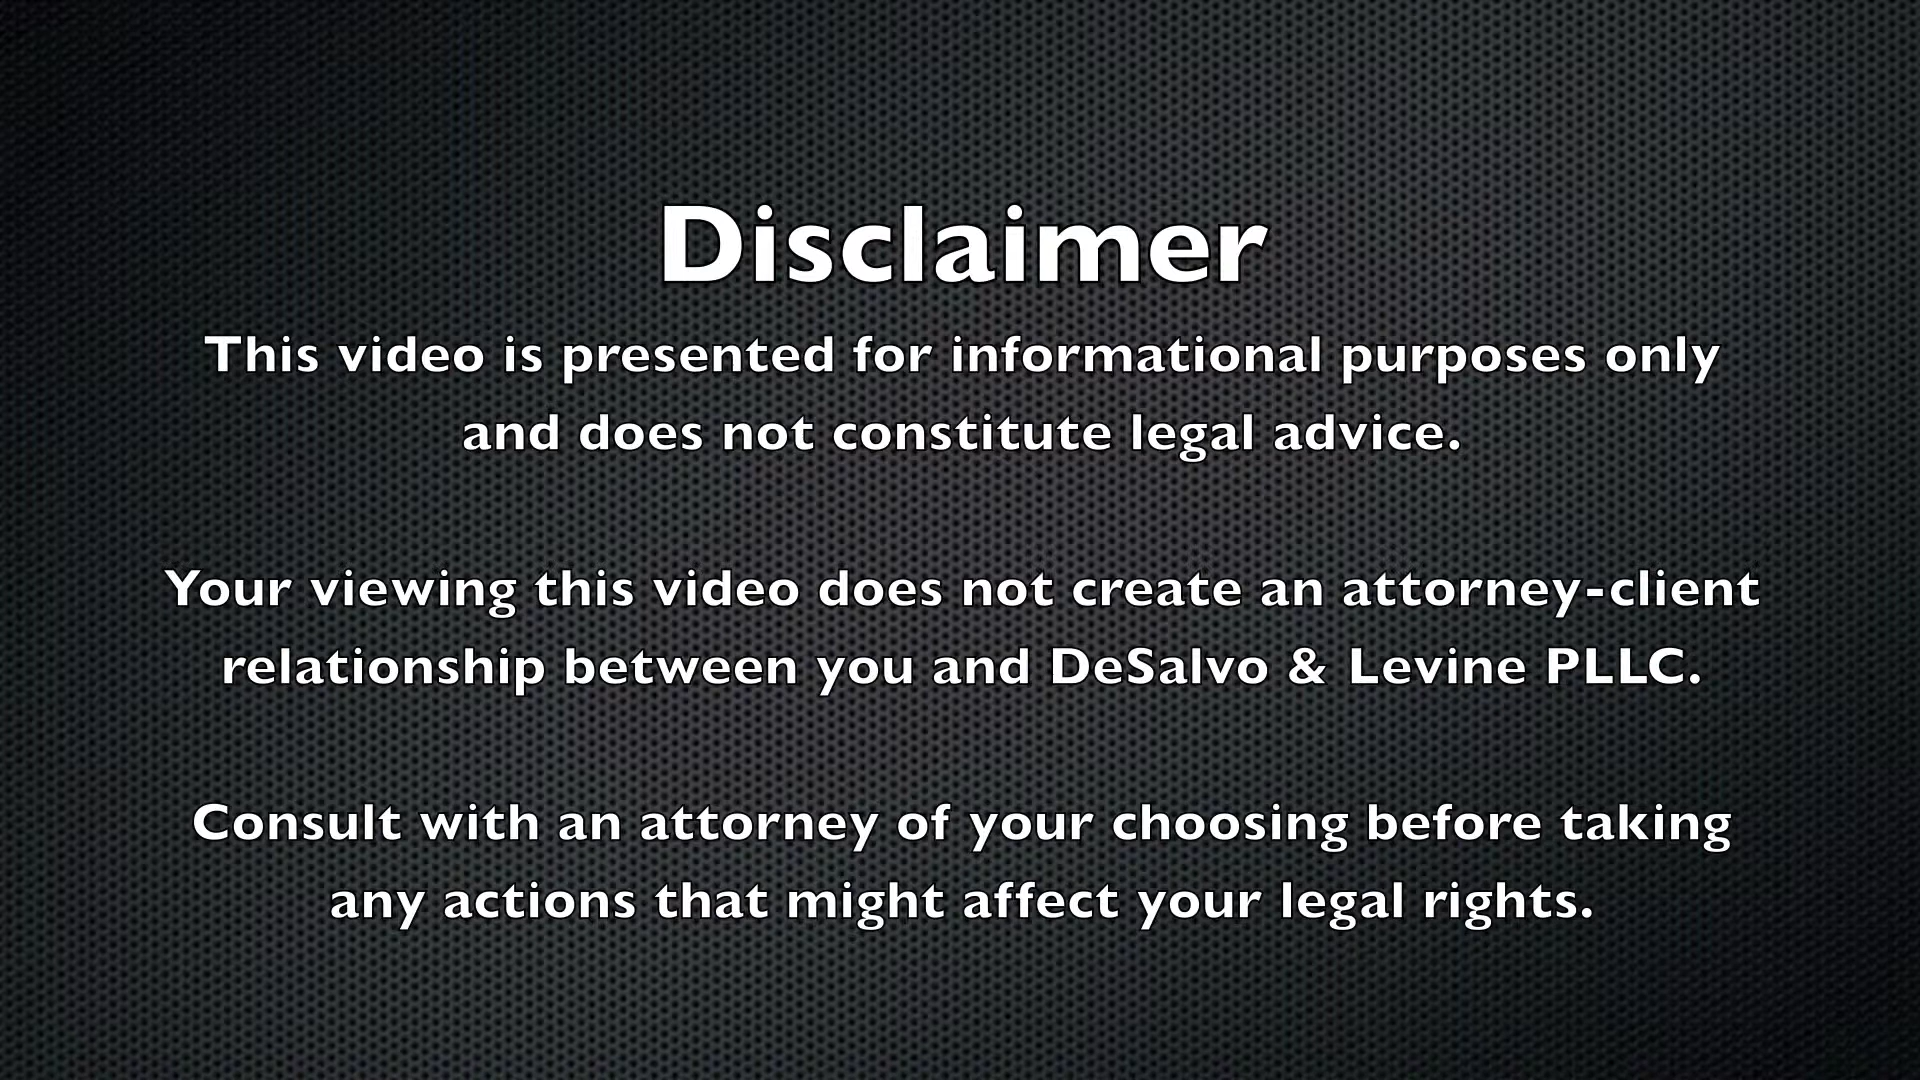 Disclaimer
This video is presented for informational purposes only
and does not constitute legal advice.
Your viewing this video does not create an attorney-client
relationship between you and DeSalvo & Levine PLLC.
Consult with an attorney of your choosing before taking
any actions that might affect your legal rights.